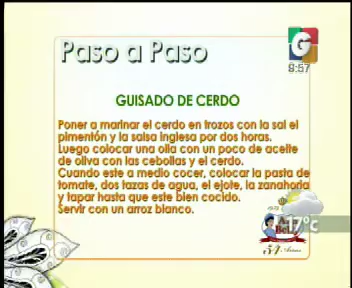 Paso a Paso
G
8:57
GUISADO DE CERDO
Poner a marinar el cerdo en trozos con la sal el
pimentón y la salsa inglesa por dos horas.
Luego colocar una olla con un poco de aceite
de oliva con las cebollas y el cerdo.
Cuando este a medio cocer, colocar la pasta de
tomate, dos tazas de agua, el ejote, la zanahoria
y tapar hasta que este bien cocido.
Servir con un arroz blanco.
17°c
54 Años